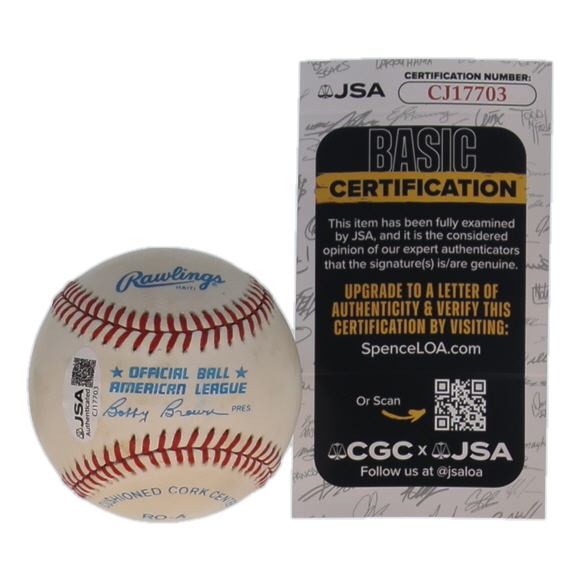 Rawlings
HAITI
★ OFFICIAL BALL ★
AMERICAN LEAGUE
Bobby Brown PRES
CUSHIONED CORK CENTE
RO-A
JSA
Authenticated
CJ17703
JSA
CERTIFICATION NUMBER:
CJ17703
BASIC
CERTIFICATION
This item has been fully examined
by JSA, and it is the considered
opinion of our expert authenticators
that the signature(s) is/are genuine.
UPGRADE TO A LETTER OF
AUTHENTICITY & VERIFY THIS
CERTIFICATION BY VISITING:
SpenceLOA.com
Or Scan
CGC x JSA
Follow us at @jsaloa